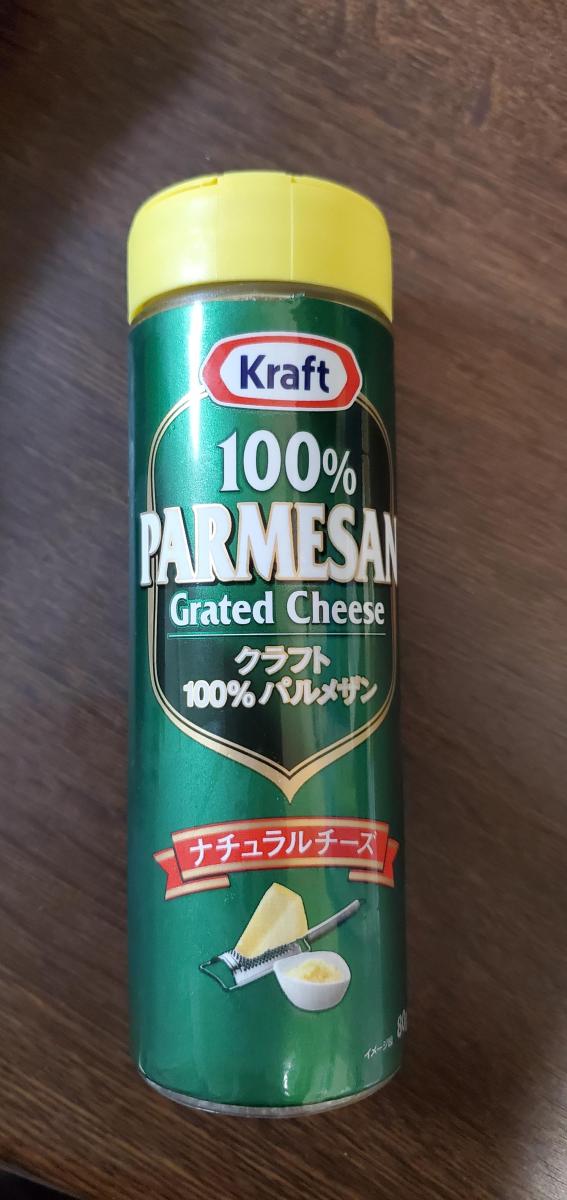 Kraft
100%
PARMESAN
Grated Cheese
クラフト
100% パルメザン
ナチュラルチーズ
80